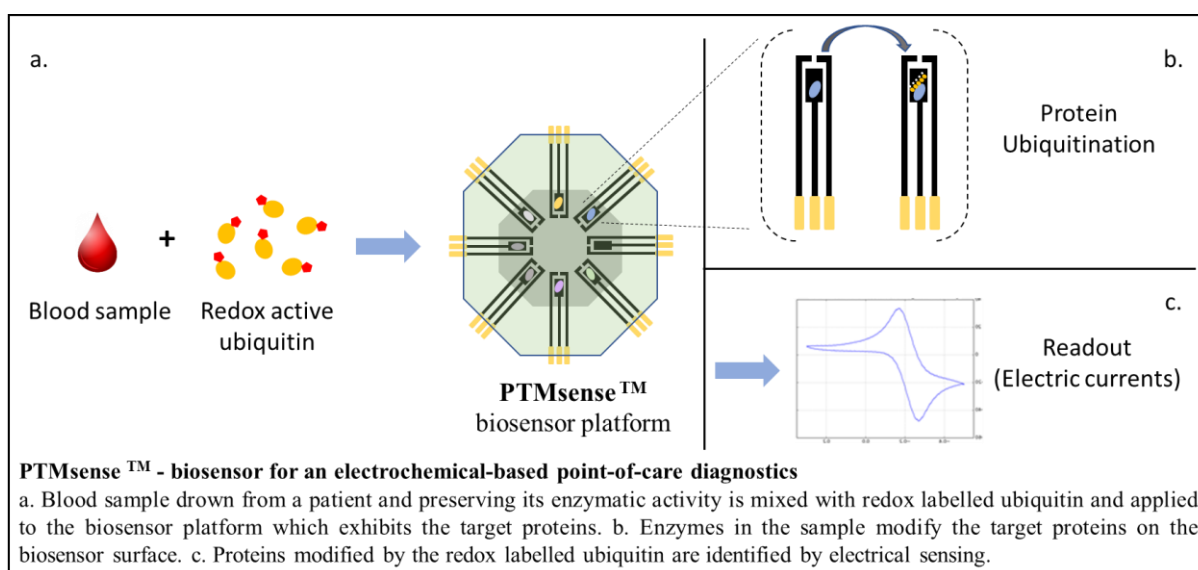 a.
Blood sample
+
Redox active
ubiquitin
PTMsense ™
biosensor platform
b.
Protein
Ubiquitination
c.
Readout
(Electric currents)
PTMsense ™ - biosensor for an electrochemical-based point-of-care diagnostics
a. Blood sample drown from a patient and preserving its enzymatic activity is mixed with redox labelled ubiquitin and applied
to the biosensor platform which exhibits the target proteins. b. Enzymes in the sample modify the target proteins on the
biosensor surface. c. Proteins modified by the redox labelled ubiquitin are identified by electrical sensing.